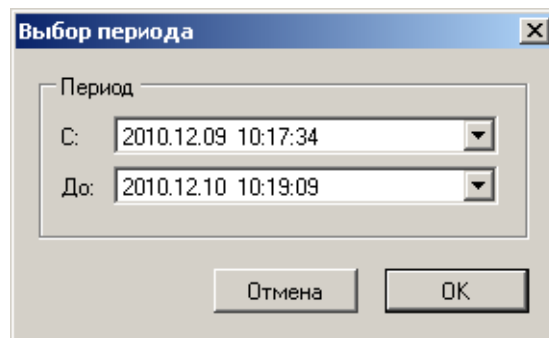 Выбор периода
Период
С: 2010.12.09 10:17:34
До: 2010.12.10 10:19:09
Отмена OK